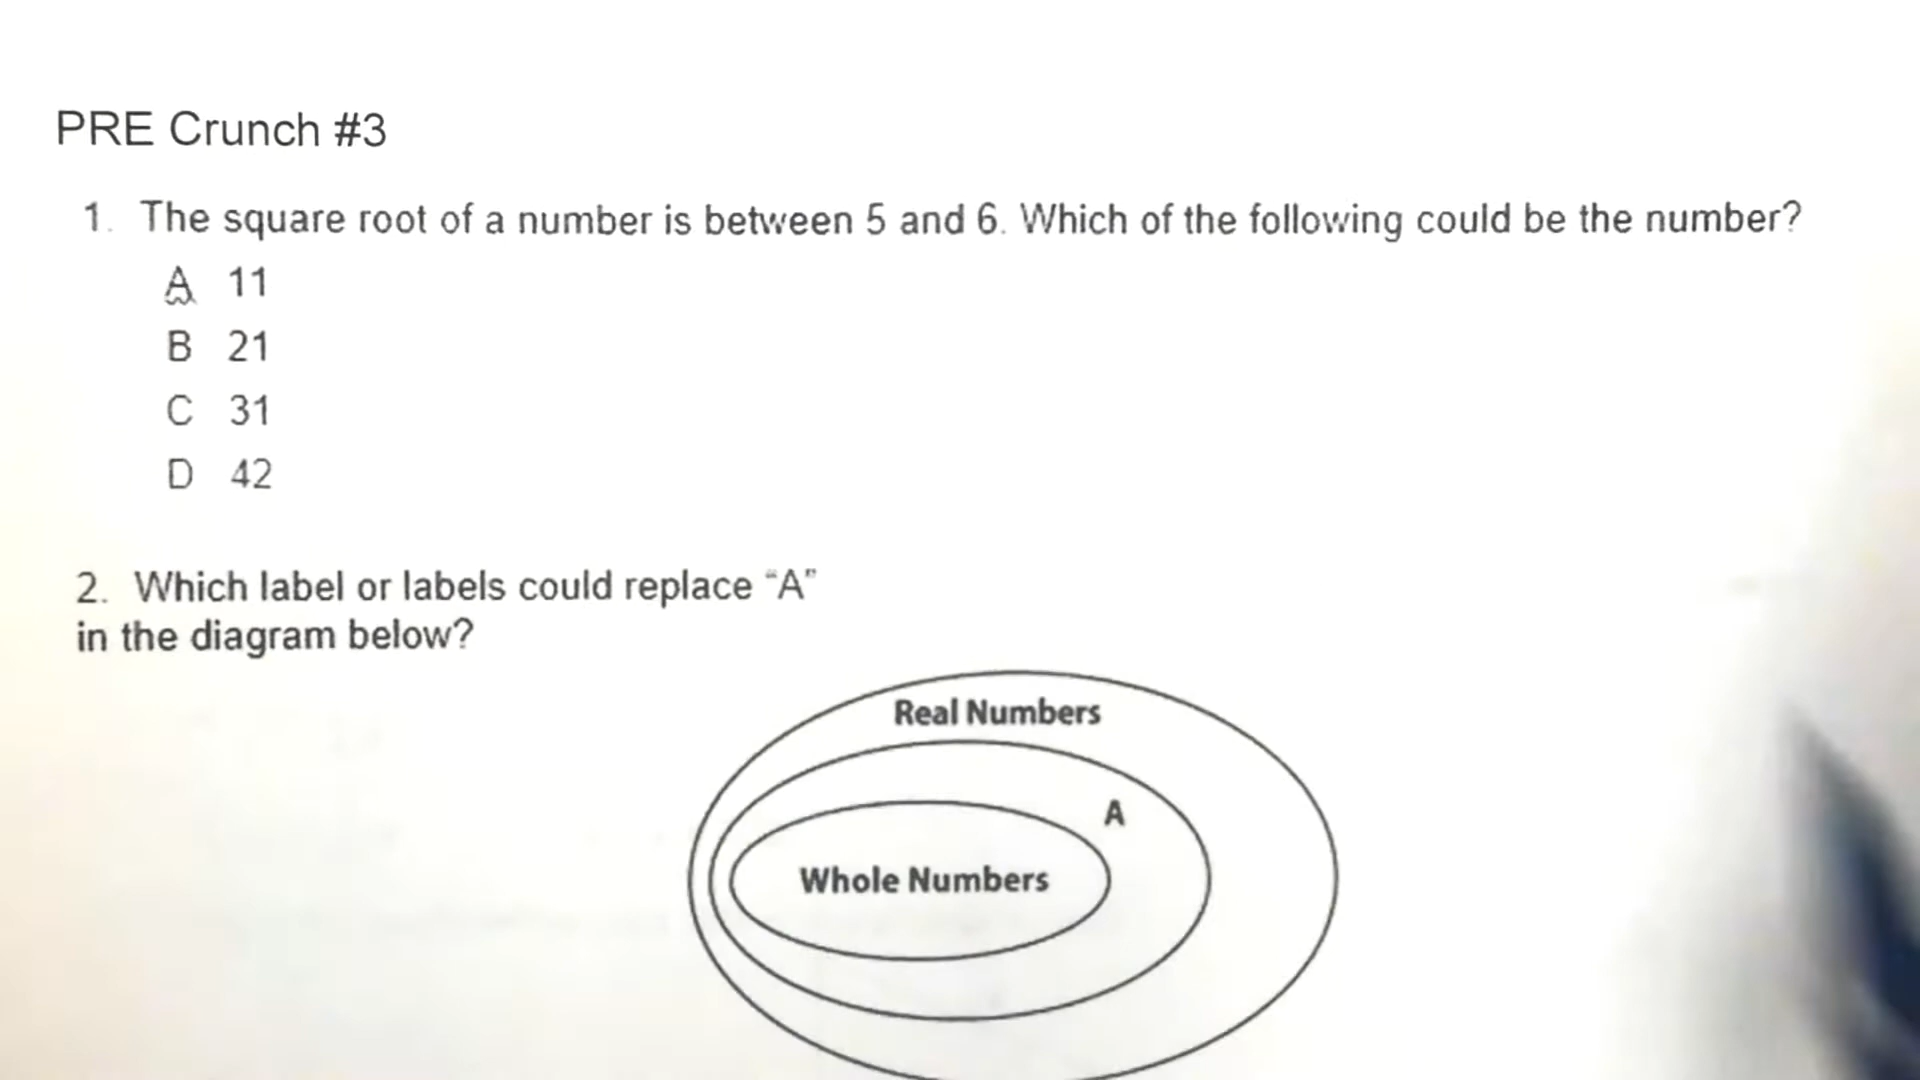 PRE Crunch #3
1. The square root of a number is between 5 and 6. Which of the following could be the number?
A 11
B 21
C 31
D 42
2. Which label or labels could replace “A”
in the diagram below?
Real Numbers
A
Whole Numbers